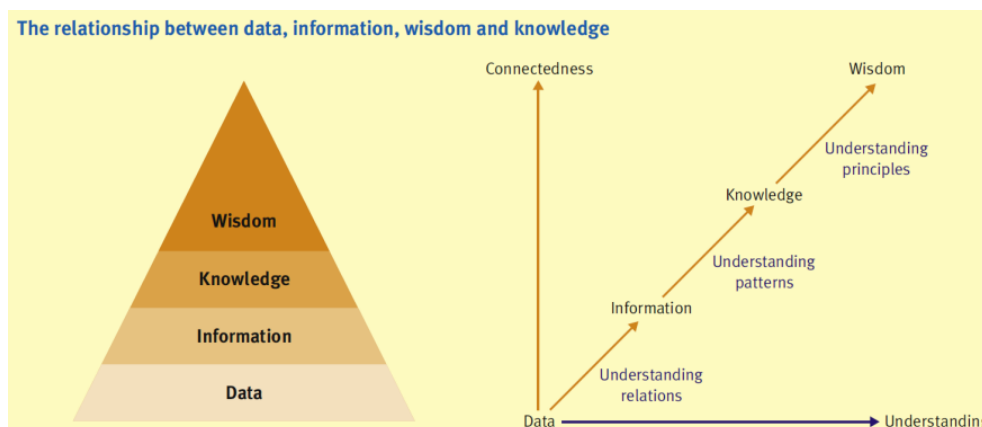 The relationship between data, information, wisdom and knowledge
Wisdom
Knowledge
Information
Data
Connectedness
Wisdom
Understanding
principles
Knowledge
Understanding
patterns
Information
Understanding
relations
Data
Understanding